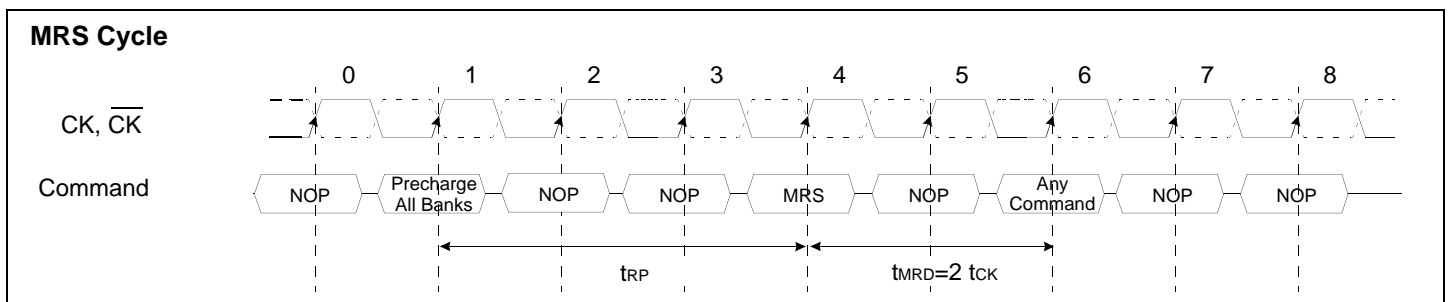 MRS Cycle
0 1 2 3 4 5 6 7 8
CK, C̅K̅
Command
NOP Precharge All Banks NOP NOP MRS NOP Any Command NOP NOP
tRP tMRD=2 tCK